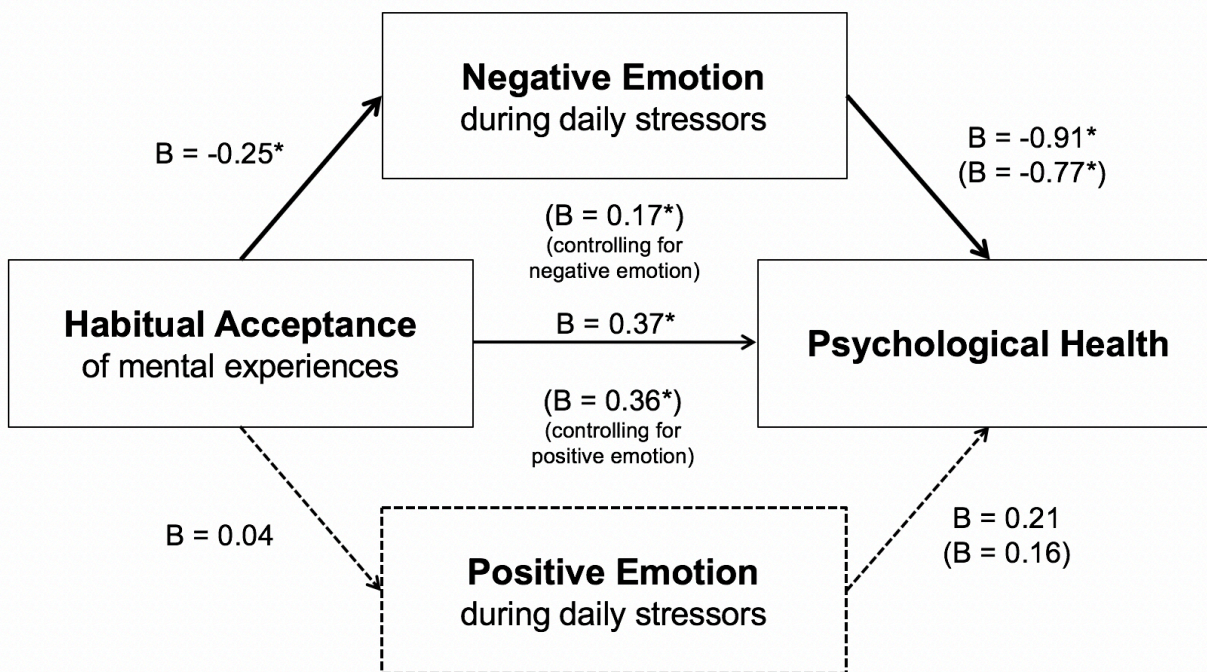 Negative Emotion
during daily stressors
B = -0.25*
B = -0.91*
(B = -0.77*)
(B = 0.17*)
(controlling for
negative emotion)
Habitual Acceptance
of mental experiences
B = 0.37*
Psychological Health
(B = 0.36*)
(controlling for
positive emotion)
B = 0.04
B = 0.21
(B = 0.16)
Positive Emotion
during daily stressors